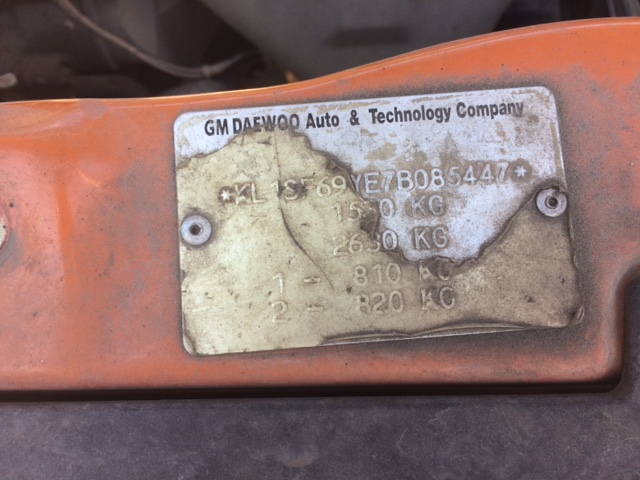 GM DAEWOO Auto & Technology Company
*KL1SF69YE7B085447*
KG
KG
1 - 810 KG
2 - 820 KG